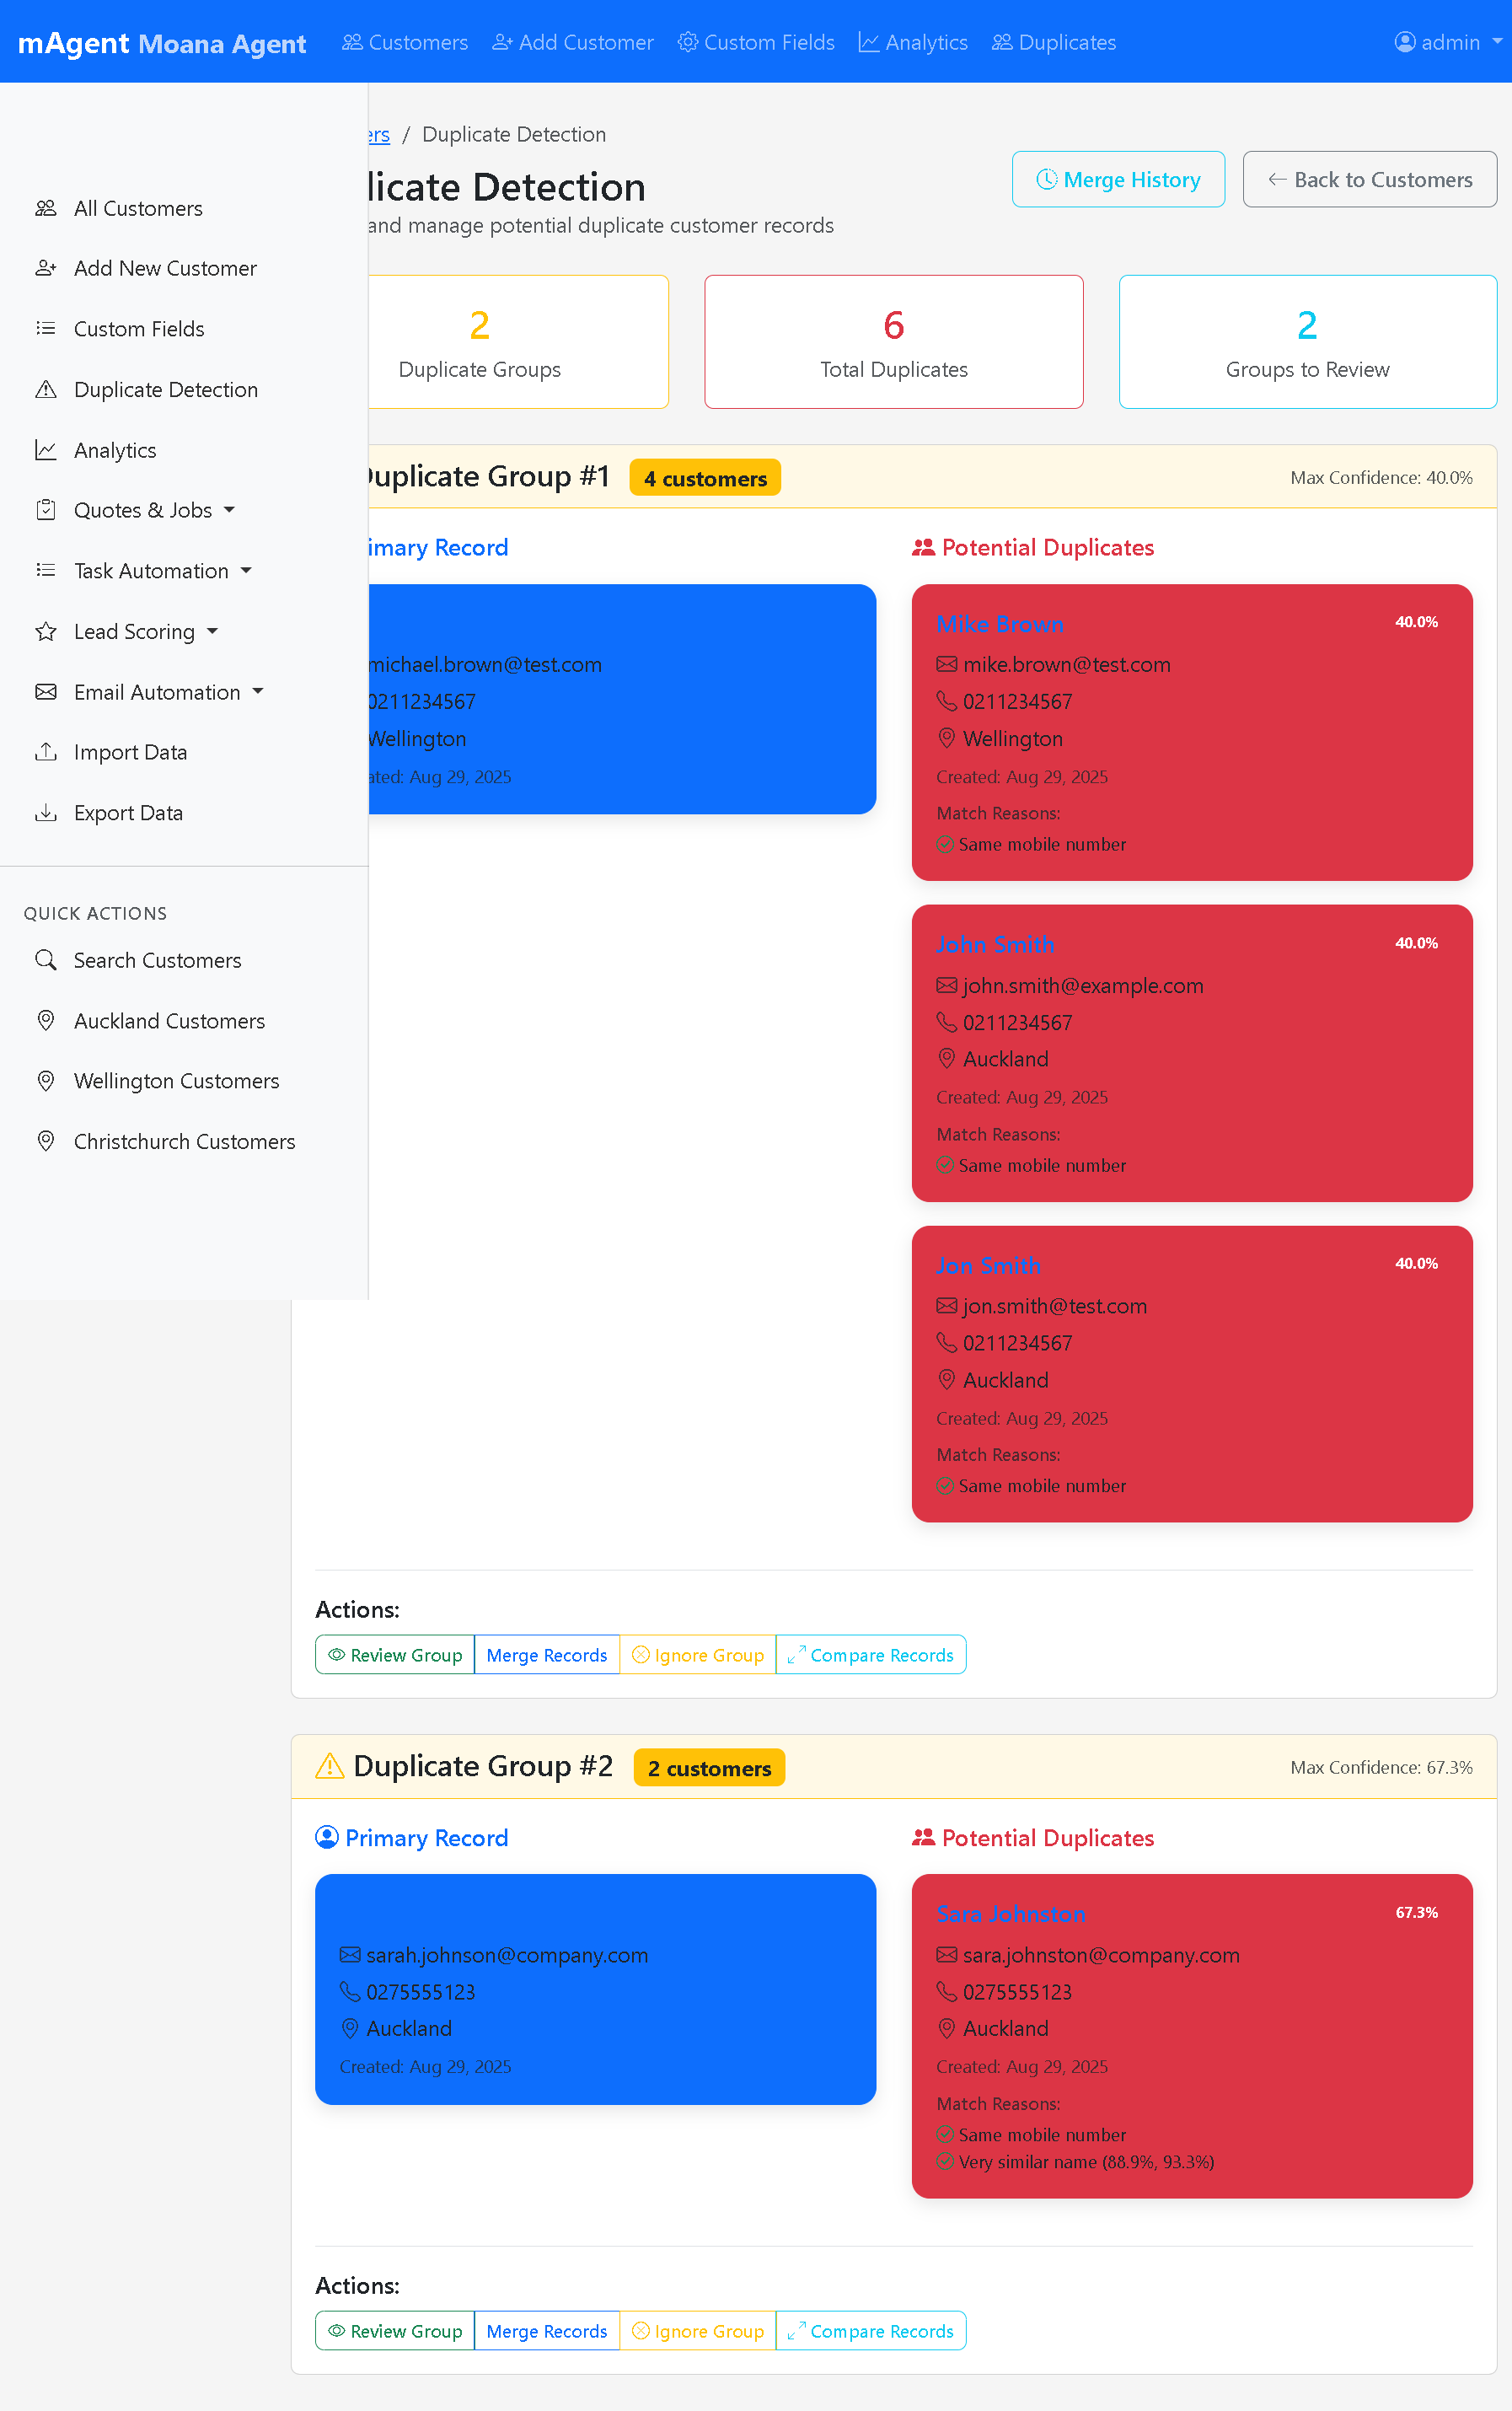 mAgent Moana Agent Customers Add Customer Custom Fields Analytics Duplicates admin
All Customers
Add New Customer
Custom Fields
Duplicate Detection
Analytics
Quotes & Jobs
Task Automation
Lead Scoring
Email Automation
Import Data
Export Data
QUICK ACTIONS
Search Customers
Auckland Customers
Wellington Customers
Christchurch Customers
ers / Duplicate Detection
licate Detection
and manage potential duplicate customer records
Merge History
Back to Customers
2
Duplicate Groups
6
Total Duplicates
2
Groups to Review
Duplicate Group #1 4 customers Max Confidence: 40.0%
imary Record
michael.brown@test.com
0211234567
Wellington
ated: Aug 29, 2025
Potential Duplicates
Mike Brown 40.0%
mike.brown@test.com
0211234567
Wellington
Created: Aug 29, 2025
Match Reasons:
Same mobile number
John Smith 40.0%
john.smith@example.com
0211234567
Auckland
Created: Aug 29, 2025
Match Reasons:
Same mobile number
Jon Smith 40.0%
jon.smith@test.com
0211234567
Auckland
Created: Aug 29, 2025
Match Reasons:
Same mobile number
Actions:
Review Group Merge Records Ignore Group Compare Records
Duplicate Group #2 2 customers Max Confidence: 67.3%
Primary Record
sarah.johnson@company.com
0275555123
Auckland
Created: Aug 29, 2025
Potential Duplicates
Sara Johnston 67.3%
sara.johnston@company.com
0275555123
Auckland
Created: Aug 29, 2025
Match Reasons:
Same mobile number
Very similar name (88.9%, 93.3%)
Actions:
Review Group Merge Records Ignore Group Compare Records